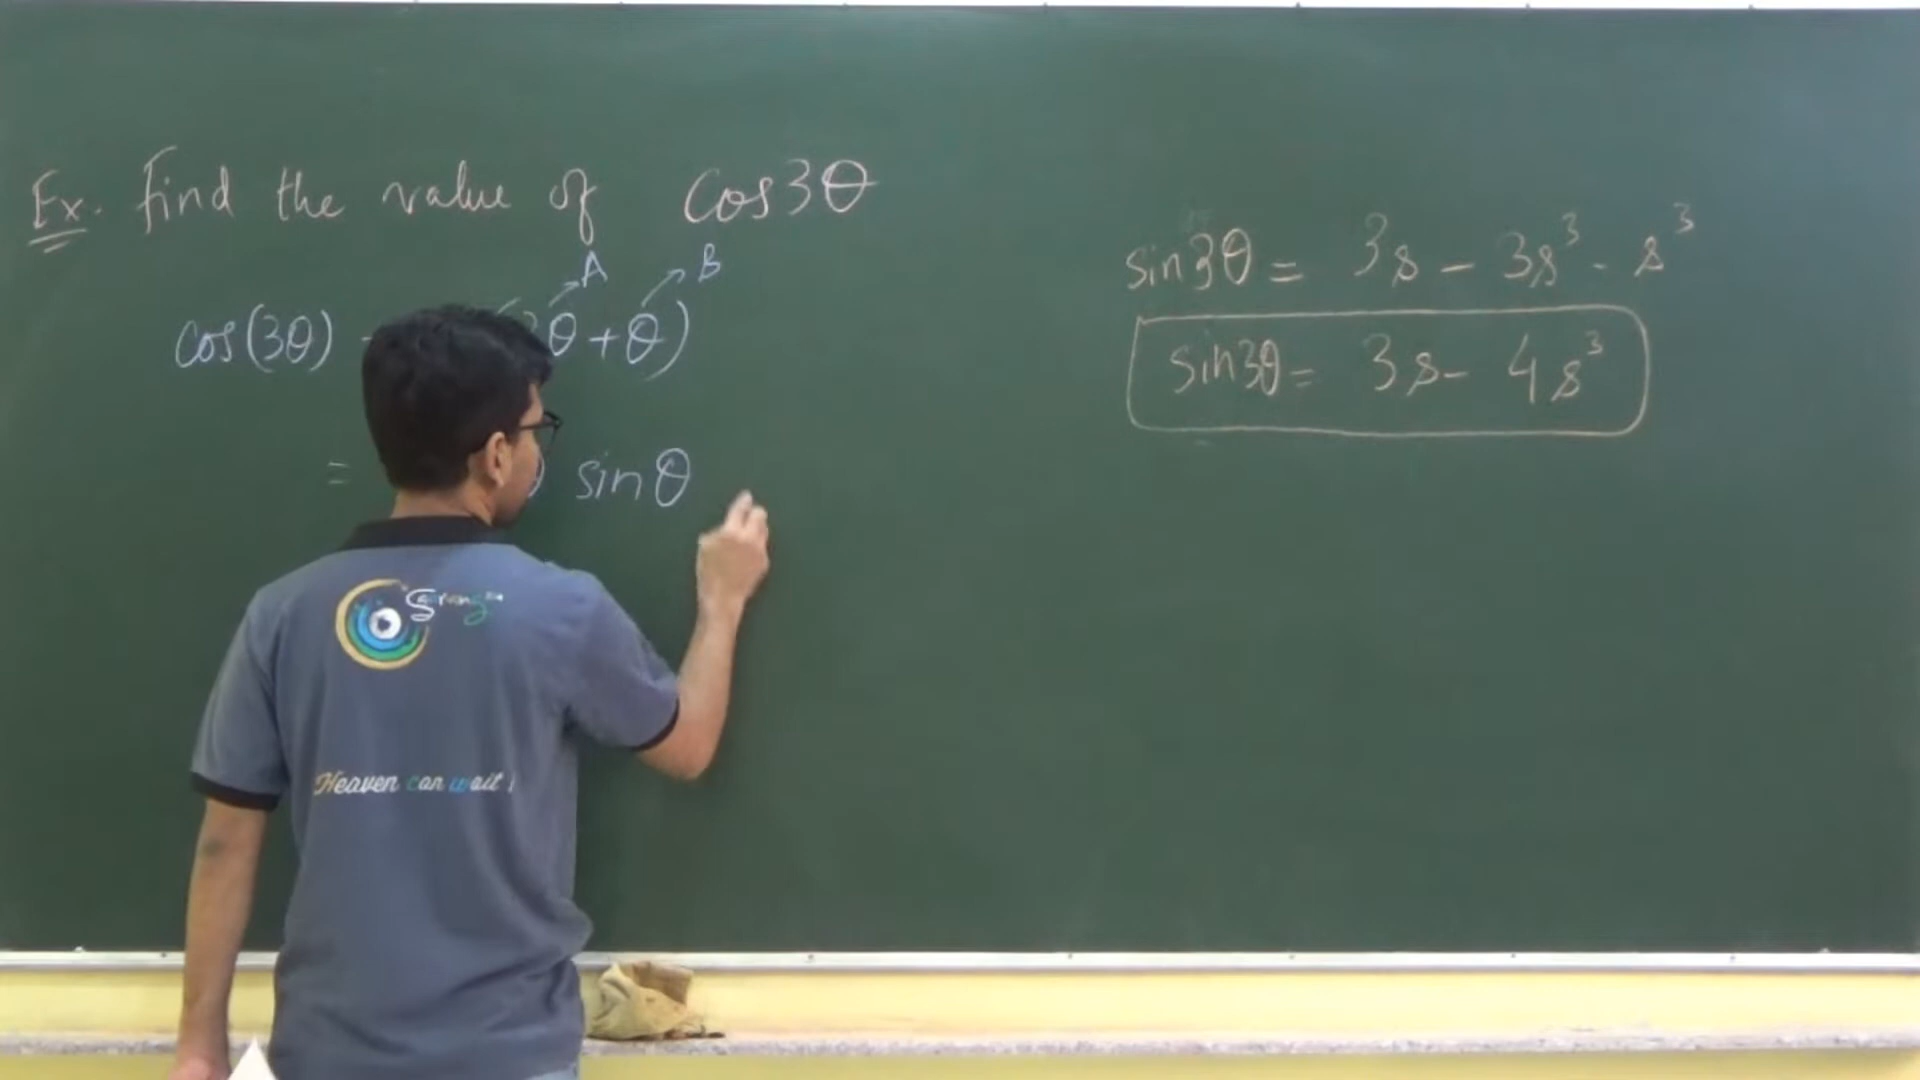 Ex. Find the value of cos3θ
A B
cos(3θ) θ+θ)
= sinθ
sin3θ = 3s - 3s³ - s³
sin3θ = 3s - 4s³
Heaven can wait !